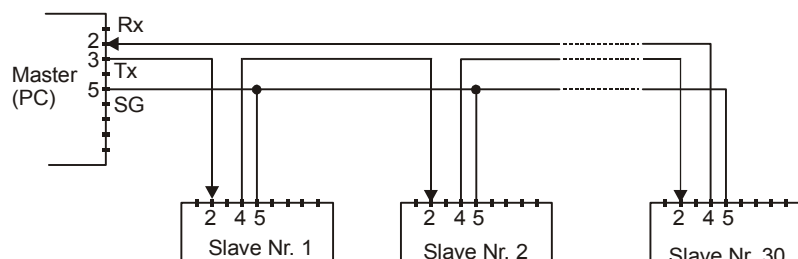 Rx
2
3
Tx
Master
(PC)
5
SG
2 4 5 2 4 5 2 4 5
Slave Nr. 1 Slave Nr. 2 Slave Nr. 30